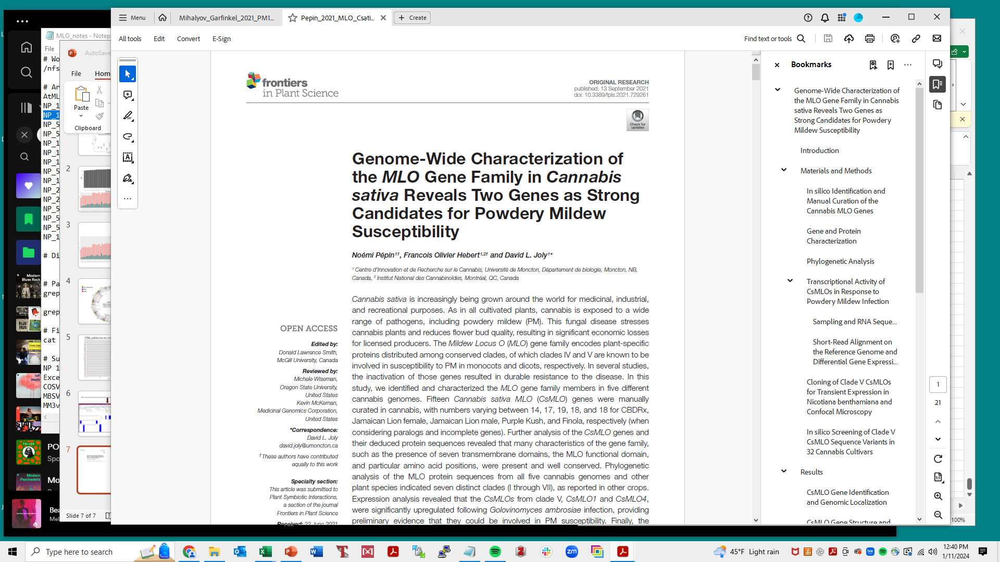 Menu
Mihalyov_Garfinkel_2021_PM1...
Pepin_2021_MLO_Csati...
Create
All tools
Edit
Convert
E-Sign
Find text or tools
MLO_notes - Notep
File
AutoSave
File
Home
Paste
Clipboard
# Wo
/nfs
# An
AtML
NP_1
NP_1
NP_5
NP_5
NP_1
NP_1
NP_1
NP_5
NP_1
NP_2
NP_2
NP_5
NP_5
NP_5
NP_1
# Di
# Pa
grep
grep
# Fi
cat
# Su
NP 1
Exce
COSV
MBSV
MM3v
2
3
4
5
6
7
Slide 7 of 7
Modern
Blues Rock
lofi
beats
STATE
OF JAZZ
POLLEN
PO
Spo
Modern
Psychedelia
Mo
Bea
Mel
frontiers
in Plant Science
ORIGINAL RESEARCH
published: 13 September 2021
doi: 10.3389/fpls.2021.729261
Check for
updates
Genome-Wide Characterization of
the MLO Gene Family in Cannabis
sativa Reveals Two Genes as Strong
Candidates for Powdery Mildew
Susceptibility
Noémi Pépin¹†, Francois Olivier Hebert¹,²† and David L. Joly¹*
¹ Centre d'Innovation et de Recherche sur le Cannabis, Université de Moncton, Département de biologie, Moncton, NB,
Canada, ² Institut National des Cannabinoïdes, Montréal, QC, Canada
OPEN ACCESS
Edited by:
Donald Lawrence Smith,
McGill University, Canada
Reviewed by:
Michele Wiseman,
Oregon State University,
United States
Kevin McKernan,
Medicinal Genomics Corporation,
United States
*Correspondence:
David L. Joly
david.joly@umoncton.ca
†These authors have contributed
equally to this work
Specialty section:
This article was submitted to
Plant Symbiotic Interactions,
a section of the journal
Frontiers in Plant Science
Received: 22 June 2021
Cannabis sativa is increasingly being grown around the world for medicinal, industrial,
and recreational purposes. As in all cultivated plants, cannabis is exposed to a wide
range of pathogens, including powdery mildew (PM). This fungal disease stresses
cannabis plants and reduces flower bud quality, resulting in significant economic losses
for licensed producers. The Mildew Locus O (MLO) gene family encodes plant-specific
proteins distributed among conserved clades, of which clades IV and V are known to be
involved in susceptibility to PM in monocots and dicots, respectively. In several studies,
the inactivation of those genes resulted in durable resistance to the disease. In this
study, we identified and characterized the MLO gene family members in five different
cannabis genomes. Fifteen Cannabis sativa MLO (CsMLO) genes were manually
curated in cannabis, with numbers varying between 14, 17, 19, 18, and 18 for CBDRx,
Jamaican Lion female, Jamaican Lion male, Purple Kush, and Finola, respectively (when
considering paralogs and incomplete genes). Further analysis of the CsMLO genes and
their deduced protein sequences revealed that many characteristics of the gene family,
such as the presence of seven transmembrane domains, the MLO functional domain,
and particular amino acid positions, were present and well conserved. Phylogenetic
analysis of the MLO protein sequences from all five cannabis genomes and other
plant species indicated seven distinct clades (I through VII), as reported in other crops.
Expression analysis revealed that the CsMLOs from clade V, CsMLO1 and CsMLO4,
were significantly upregulated following Golovinomyces ambrosiae infection, providing
preliminary evidence that they could be involved in PM susceptibility. Finally, the
Bookmarks
Genome-Wide Characterization of
the MLO Gene Family in Cannabis
sativa Reveals Two Genes as
Strong Candidates for Powdery
Mildew Susceptibility
Introduction
Materials and Methods
In silico Identification and
Manual Curation of the
Cannabis MLO Genes
Gene and Protein
Characterization
Phylogenetic Analysis
Transcriptional Activity of
CsMLOs in Response to
Powdery Mildew Infection
Sampling and RNA Seque...
Short-Read Alignment on
the Reference Genome and
Differential Gene Expressi...
Cloning of Clade V CsMLOs
for Transient Expression in
Nicotiana benthamiana and
Confocal Microscopy
In silico Screening of Clade V
CsMLO Sequence Variants in
32 Cannabis Cultivars
Results
CsMLO Gene Identification
and Genomic Localization
CsMLO Gene Structure and
1
21
100%
Type here to search
45°F Light rain
12:40 PM
1/11/2024